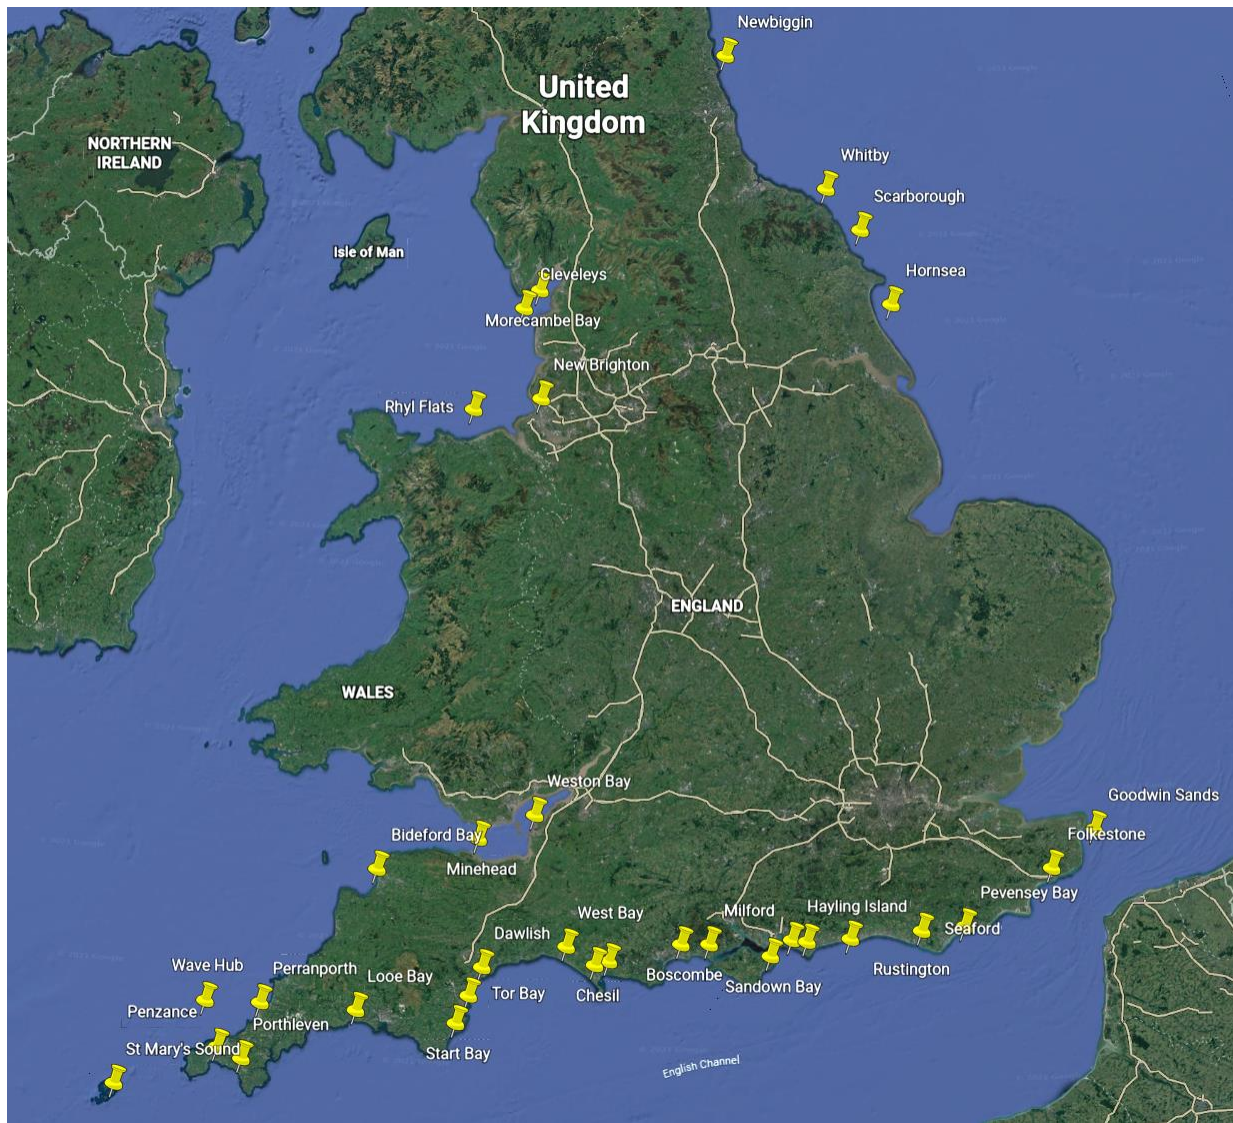 Newbiggin
United
Kingdom
NORTHERN
IRELAND
Whitby
Scarborough
Isle of Man
Hornsea
Cleveleys
Morecambe Bay
New Brighton
Rhyl Flats
ENGLAND
WALES
Weston Bay
Goodwin Sands
Bideford Bay
Folkestone
Minehead
Pevensey Bay
West Bay
Milford
Hayling Island
Dawlish
Seaford
Wave Hub
Perranporth
Looe Bay
Boscombe
Rustington
Sandown Bay
Tor Bay
Chesil
Penzance
Porthleven
St Mary's Sound
Start Bay
English Channel